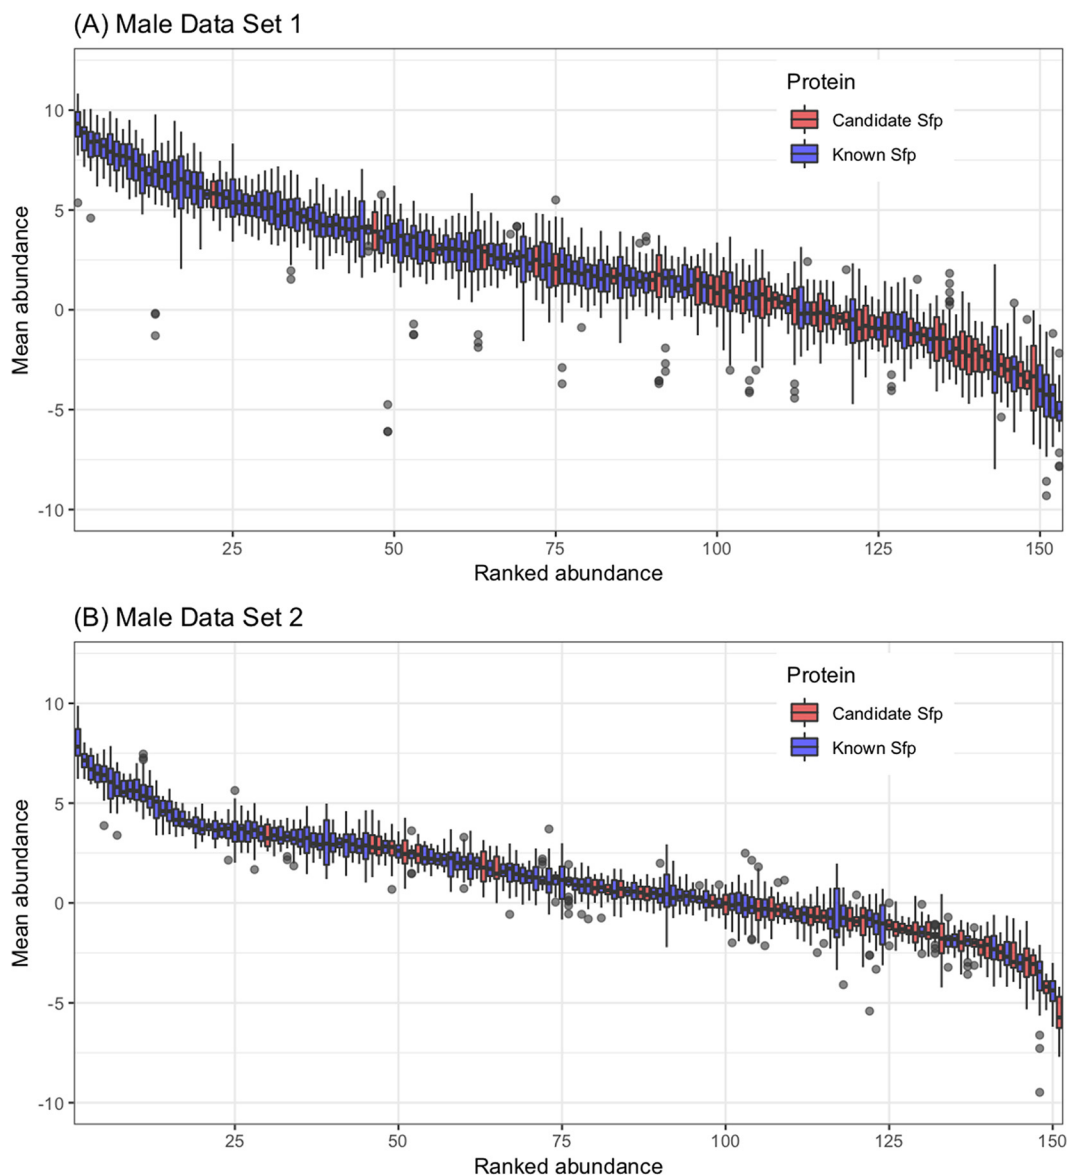 (A) Male Data Set 1
Protein
Candidate Sfp
Known Sfp
10
5
0
-5
-10
Mean abundance
25 50 75 100 125 150
Ranked abundance
(B) Male Data Set 2
Protein
Candidate Sfp
Known Sfp
10
5
0
-5
-10
Mean abundance
25 50 75 100 125 150
Ranked abundance